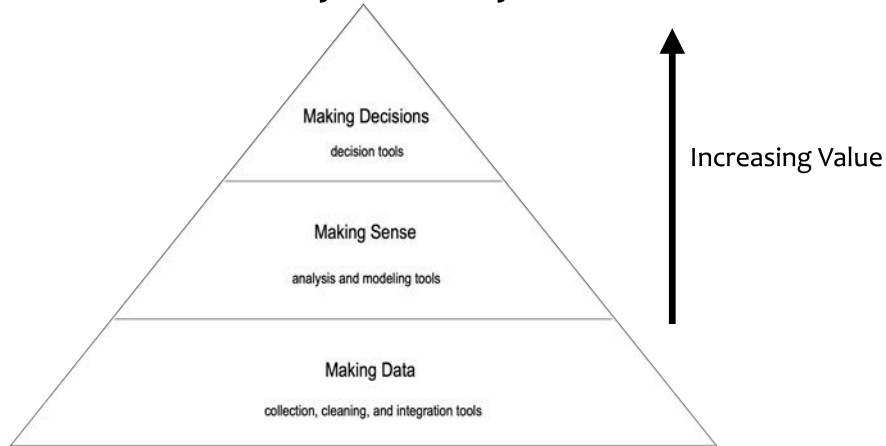 Making Decisions
decision tools
Increasing Value
Making Sense
analysis and modeling tools
Making Data
collection, cleaning, and integration tools